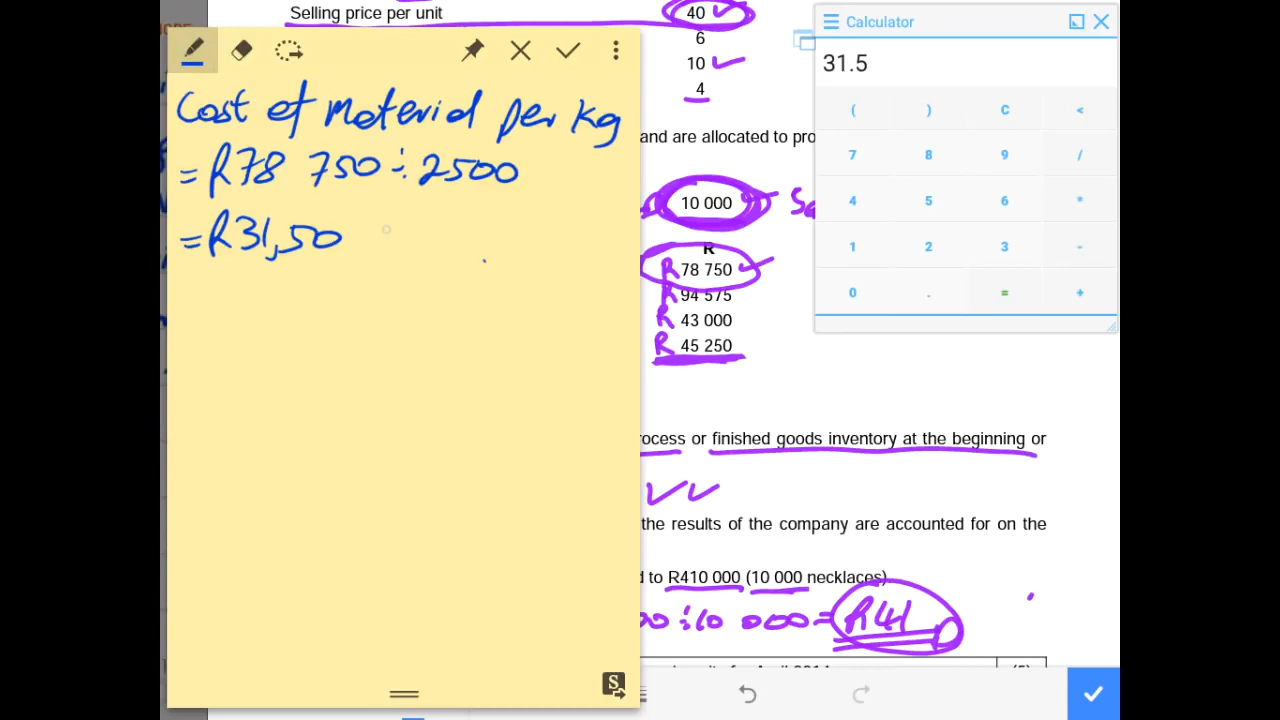 Selling price per unit 40
6
10
4
Cost of material per kg
= R78 750 ÷ 2500
= R31,50
and are allocated to pro
10 000
R
R 78 750
R 94 575
R 43 000
R 45 250
ocess or finished goods inventory at the beginning or
the results of the company are accounted for on the
d to R410 000 (10 000 necklaces).
00 ÷ 10 000 = R41
Calculator
31.5
( ) C <
7 8 9 /
4 5 6 *
1 2 3 -
0 . = +
S